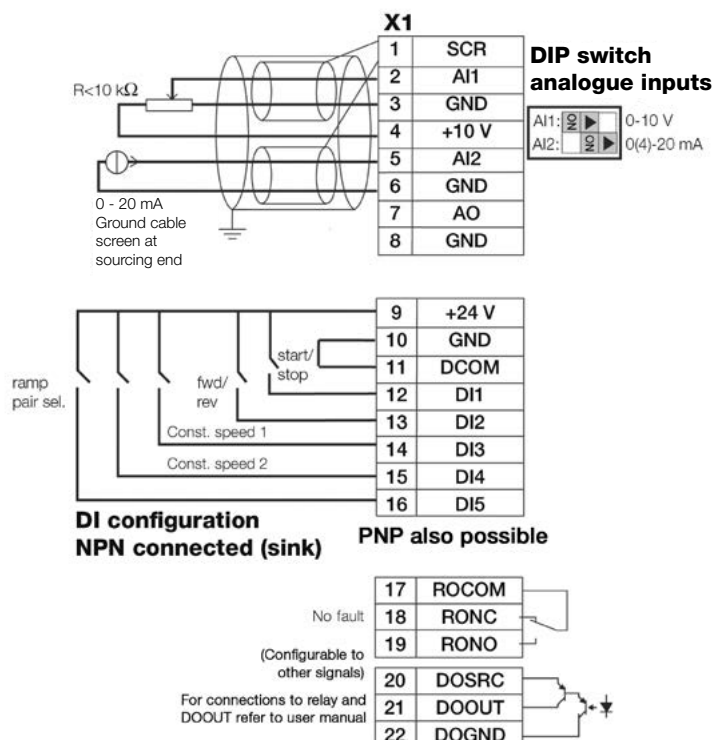 X1
1 SCR
2 AI1
3 GND
4 +10 V
5 AI2
6 GND
7 AO
8 GND
R<10 kΩ
0 - 20 mA
Ground cable
screen at
sourcing end
DIP switch
analogue inputs
AI1: ON 0-10 V
AI2: ON 0(4)-20 mA
9 +24 V
10 GND
11 DCOM
12 DI1
13 DI2
14 DI3
15 DI4
16 DI5
ramp
pair sel.
fwd/
rev
start/
stop
Const. speed 1
Const. speed 2
DI configuration
NPN connected (sink)
PNP also possible
17 ROCOM
18 RONC
19 RONO
No fault
(Configurable to
other signals)
For connections to relay and
DOOUT refer to user manual
20 DOSRC
21 DOOUT
22 DOGND